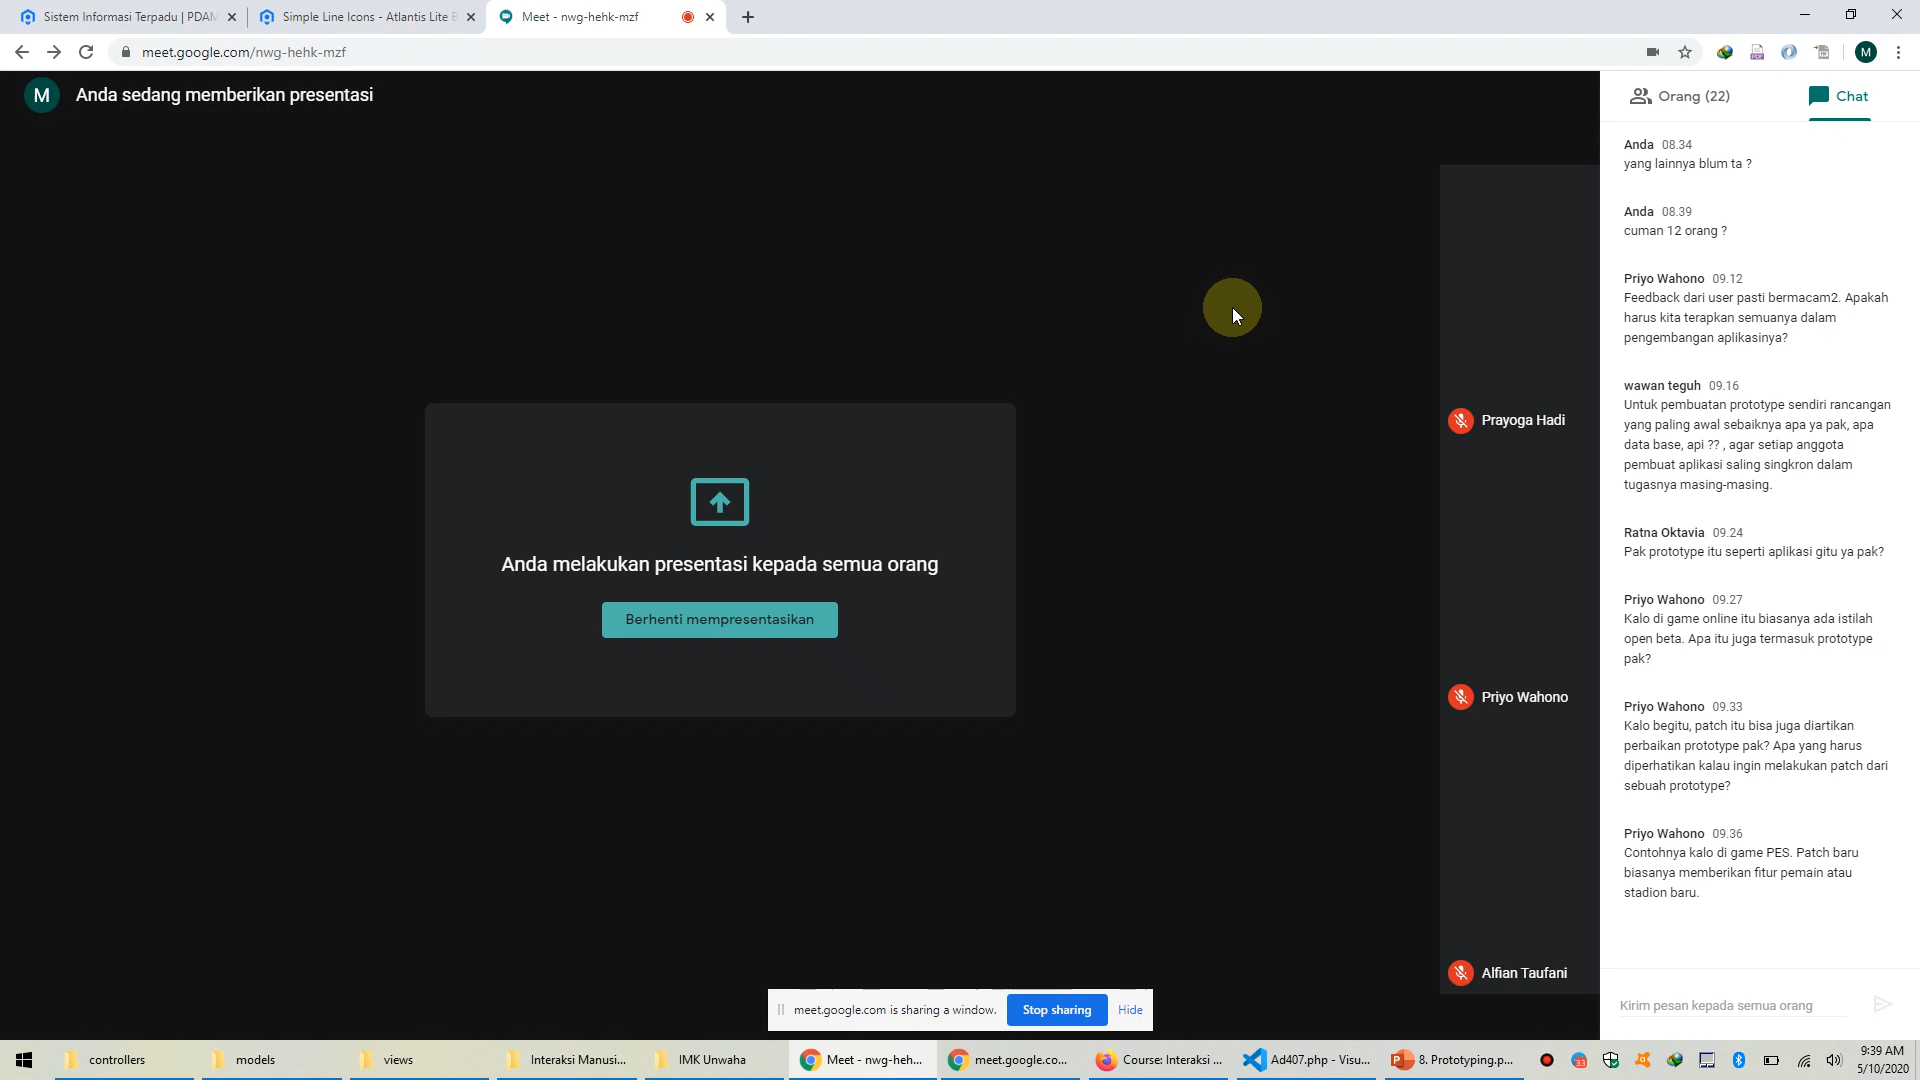 Sistem Informasi Terpadu | PDAM
Simple Line Icons - Atlantis Lite B
Meet - nwg-hehk-mzf
meet.google.com/nwg-hehk-mzf
M
M
Anda sedang memberikan presentasi
Orang (22)
Chat
Anda 08.34
yang lainnya blum ta ?
Anda 08.39
cuman 12 orang ?
Priyo Wahono 09.12
Feedback dari user pasti bermacam2. Apakah
harus kita terapkan semuanya dalam
pengembangan aplikasinya?
wawan teguh 09.16
Untuk pembuatan prototype sendiri rancangan
yang paling awal sebaiknya apa ya pak, apa
data base, api ?? , agar setiap anggota
pembuat aplikasi saling singkron dalam
tugasnya masing-masing.
Ratna Oktavia 09.24
Pak prototype itu seperti aplikasi gitu ya pak?
Priyo Wahono 09.27
Kalo di game online itu biasanya ada istilah
open beta. Apa itu juga termasuk prototype
pak?
Priyo Wahono 09.33
Kalo begitu, patch itu bisa juga diartikan
perbaikan prototype pak? Apa yang harus
diperhatikan kalau ingin melakukan patch dari
sebuah prototype?
Priyo Wahono 09.36
Contohnya kalo di game PES. Patch baru
biasanya memberikan fitur pemain atau
stadion baru.
Kirim pesan kepada semua orang
Prayoga Hadi
Priyo Wahono
Alfian Taufani
Anda melakukan presentasi kepada semua orang
Berhenti mempresentasikan
meet.google.com is sharing a window.
Stop sharing
Hide
controllers
models
views
Interaksi Manusi...
IMK Unwaha
Meet - nwg-heh...
meet.google.co...
Course: Interaksi ...
Ad407.php - Visu...
8. Prototyping.p...
33
9:39 AM
5/10/2020